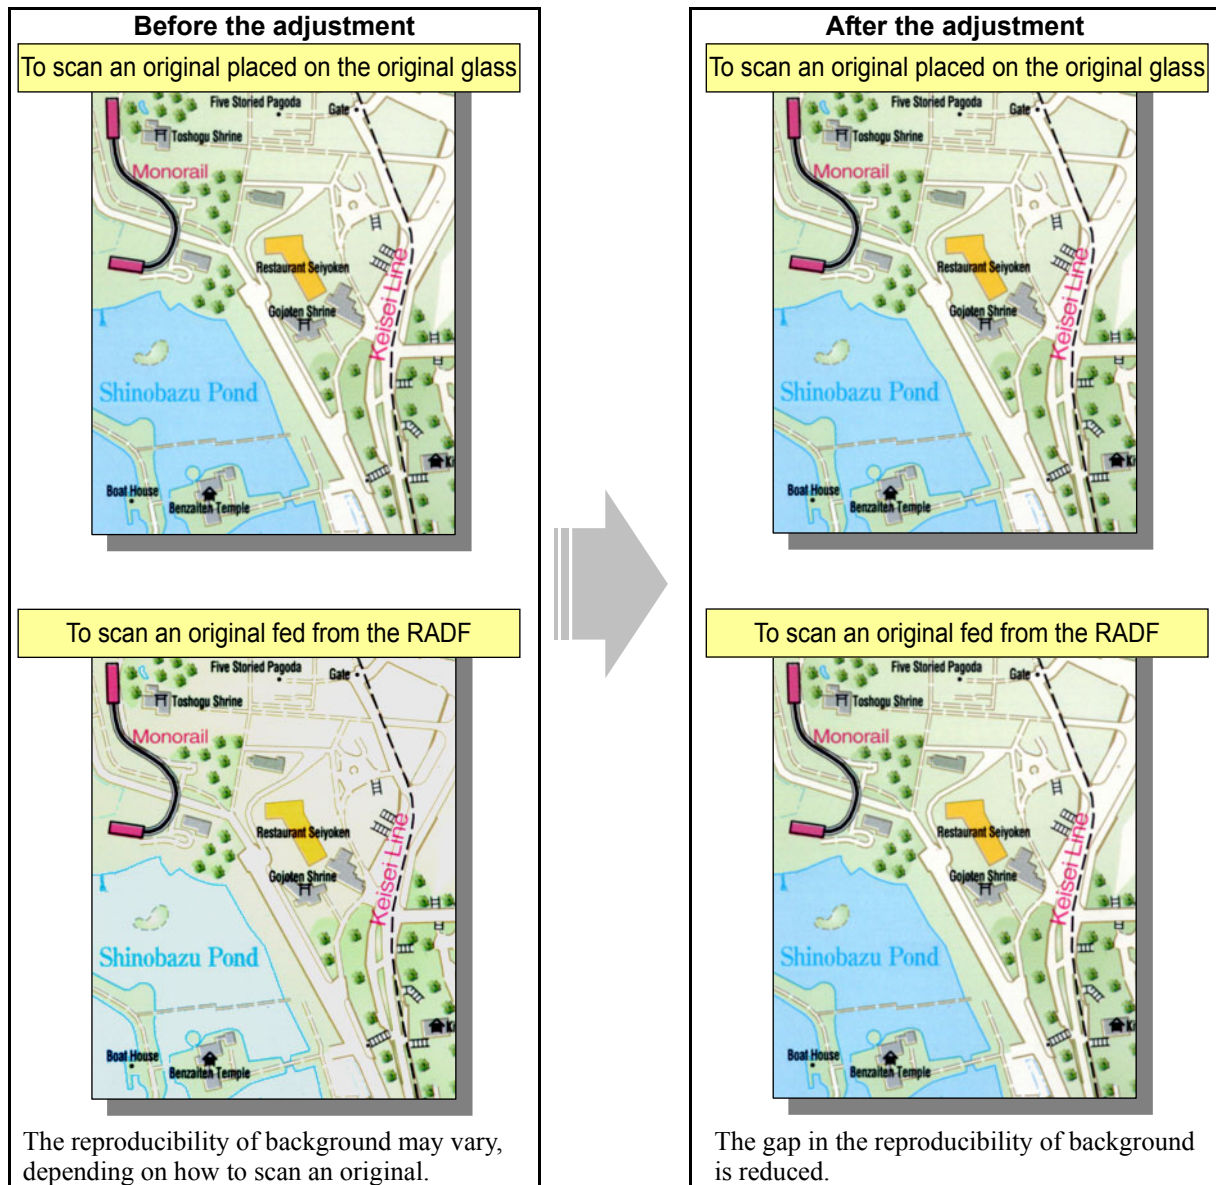 Before the adjustment
To scan an original placed on the original glass
Five Storied Pagoda
Gate
Toshogu Shrine
Monorail
Restaurant Seiyoken
Keisei Line
Gojoten Shrine
Shinobazu Pond
Boat House
Benzaiten Temple
To scan an original fed from the RADF
Five Storied Pagoda
Gate
Toshogu Shrine
Monorail
Restaurant Seiyoken
Keisei Line
Gojoten Shrine
Shinobazu Pond
Boat House
Benzaiten Temple
The reproducibility of background may vary,
depending on how to scan an original.
After the adjustment
To scan an original placed on the original glass
Five Storied Pagoda
Gate
Toshogu Shrine
Monorail
Restaurant Seiyoken
Keisei Line
Gojoten Shrine
Shinobazu Pond
Boat House
Benzaiten Temple
To scan an original fed from the RADF
Five Storied Pagoda
Gate
Toshogu Shrine
Monorail
Restaurant Seiyoken
Keisei Line
Gojoten Shrine
Shinobazu Pond
Boat House
Benzaiten Temple
The gap in the reproducibility of background
is reduced.